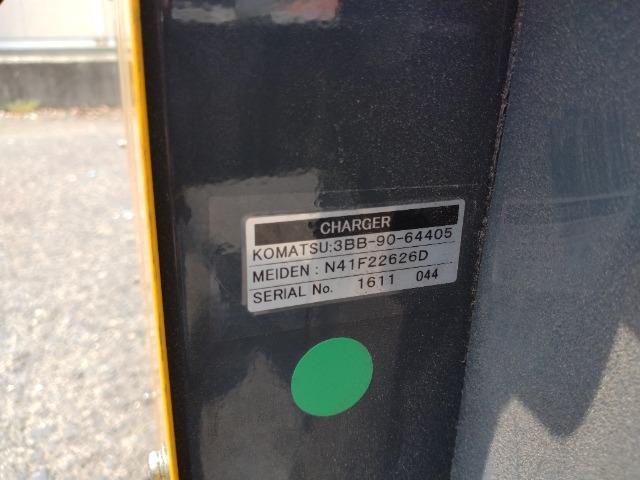 CHARGER
KOMATSU:3BB-90-64405
MEIDEN : N41F22626D
SERIAL No. 1611 044